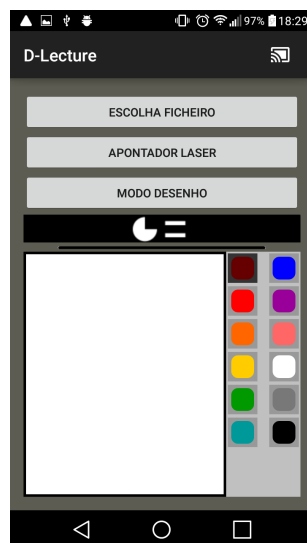 97% 18:29
D-Lecture
ESCOLHA FICHEIRO
APONTADOR LASER
MODO DESENHO